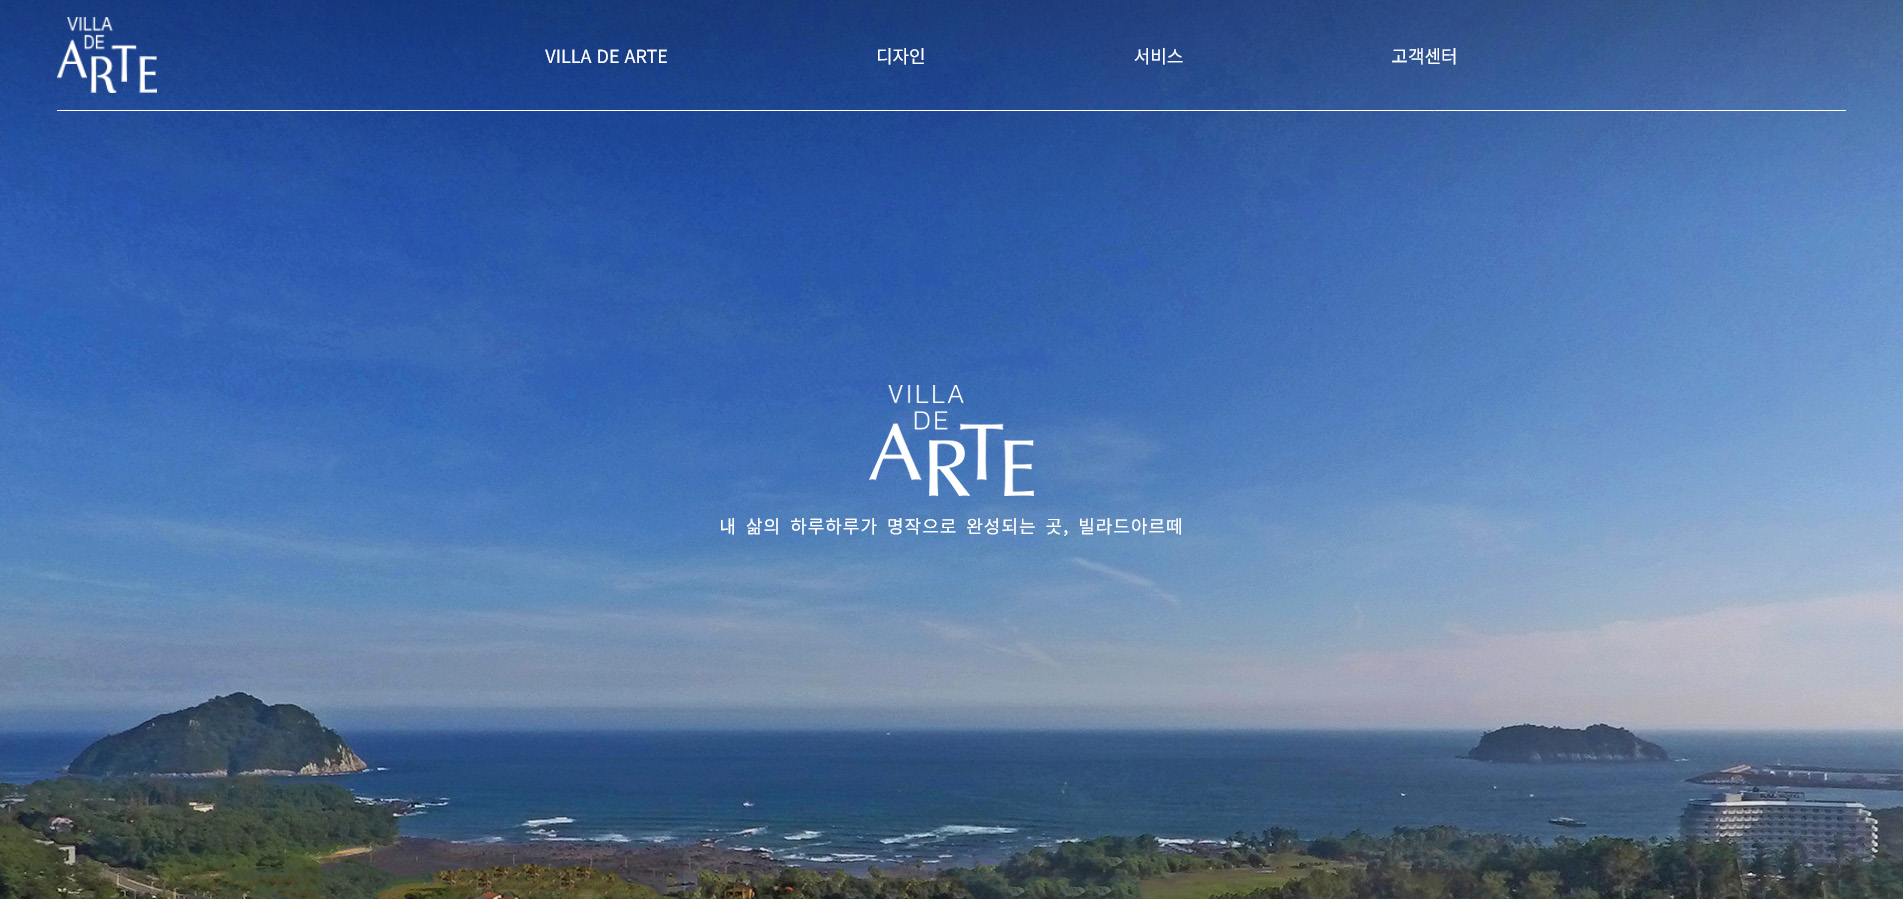 VILLA
DE
ARTE
VILLA DE ARTE
디자인
서비스
고객센터
VILLA
DE
ARTE
내 삶의 하루하루가 명작으로 완성되는 곳, 빌라드아르떼